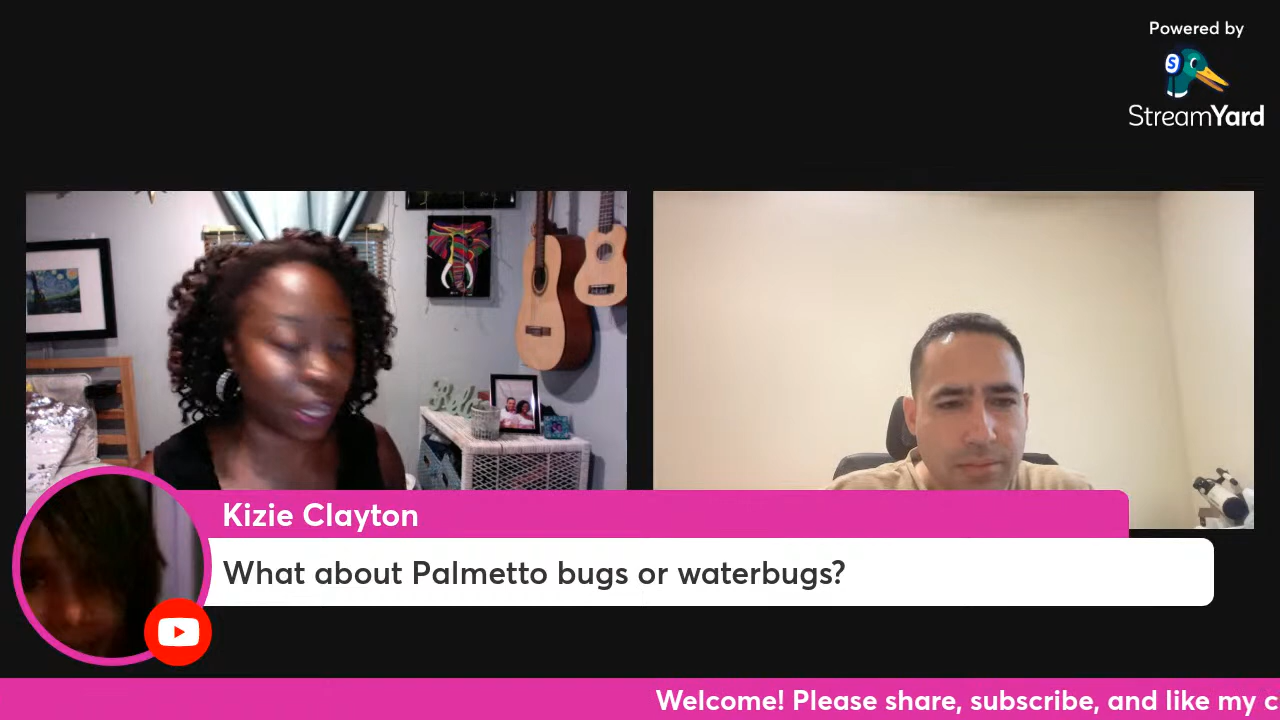 Powered by
S
StreamYard
Kizie Clayton
What about Palmetto bugs or waterbugs?
Welcome! Please share, subscribe, and like my c